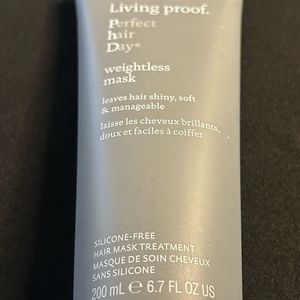 Living proof.
Perfect
hair
Day®
weightless
mask
leaves hair shiny, soft
& manageable
laisse les cheveux brillants,
doux et faciles à coiffer
SILICONE-FREE
HAIR MASK TREATMENT
MASQUE DE SOIN CHEVEUX
SANS SILICONE
200 mL ℮ 6.7 FL OZ US